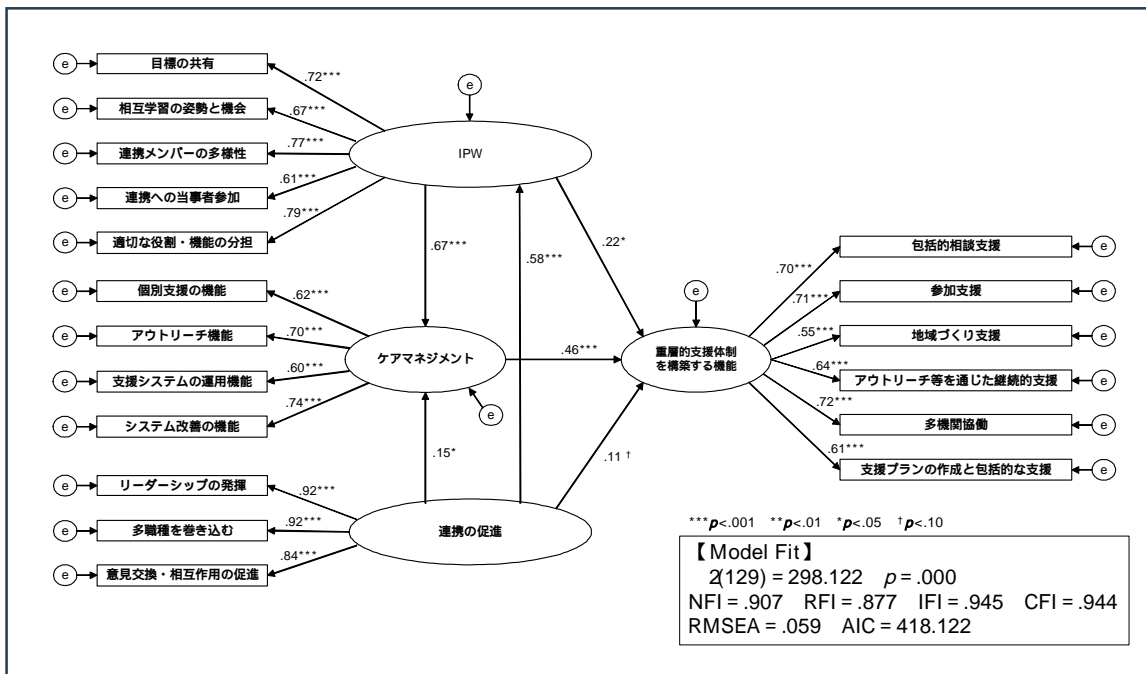 e
目標の共有
e
相互学習の姿勢と機会
e
連携メンバーの多様性
e
連携への当事者参加
e
適切な役割・機能の分担
.72***
.67***
.77***
.61***
.79***
e
IPW
.67***
.58***
.22*
e
個別支援の機能
e
アウトリーチ機能
e
支援システムの運用機能
e
システム改善の機能
.62***
.70***
.60***
.74***
ケアマネジメント
e
.46***
.15*
.11 †
e
リーダーシップの発揮
e
多職種を巻き込む
e
意見交換・相互作用の促進
.92***
.92***
.84***
連携の促進
e
重層的支援体制
を構築する機能
.70***
.71***
.55***
.64***
.72***
.61***
包括的相談支援
e
参加支援
e
地域づくり支援
e
アウトリーチ等を通じた継続的支援
e
多機関協働
e
支援プランの作成と包括的な支援
e
***p<.001 **p<.01 *p<.05 †p<.10
【Model Fit】
2(129) = 298.122 p = .000
NFI = .907 RFI = .877 IFI = .945 CFI = .944
RMSEA = .059 AIC = 418.122